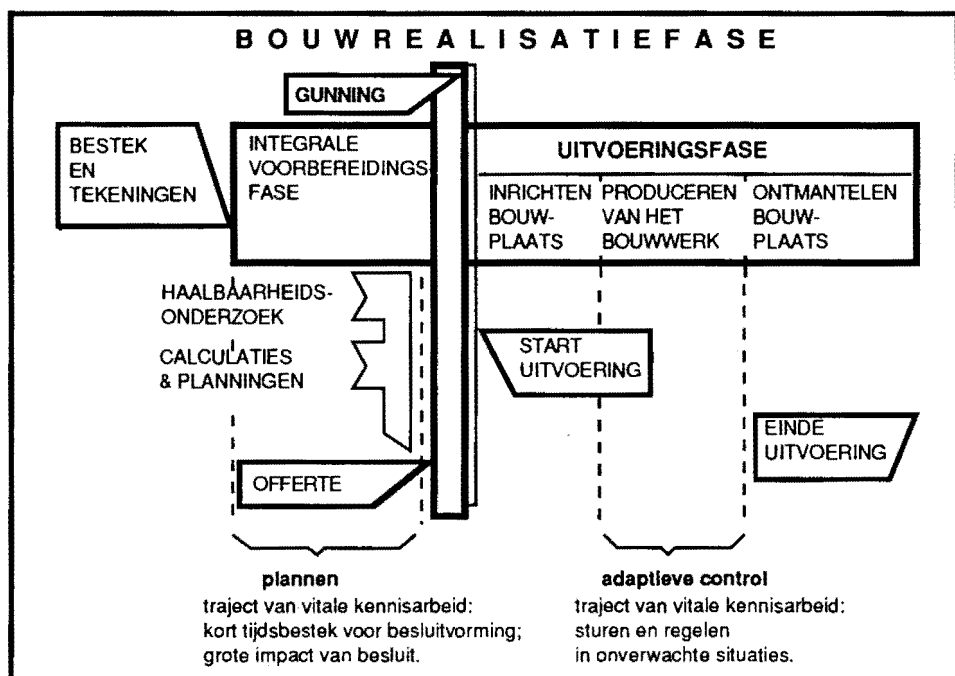 BOUWREALISATIEFASE
GUNNING
BESTEK
EN
TEKENINGEN
INTEGRALE
VOORBEREIDINGS-
FASE
UITVOERINGSFASE
INRICHTEN
BOUW-
PLAATS
PRODUCEREN
VAN HET
BOUWWERK
ONTMANTELEN
BOUW-
PLAATS
HAALBAARHEIDS-
ONDERZOEK
CALCULATIES
& PLANNINGEN
START
UITVOERING
EINDE
UITVOERING
OFFERTE
plannen
traject van vitale kennisarbeid:
kort tijdsbestek voor besluitvorming;
grote impact van besluit.
adaptieve control
traject van vitale kennisarbeid:
sturen en regelen
in onverwachte situaties.